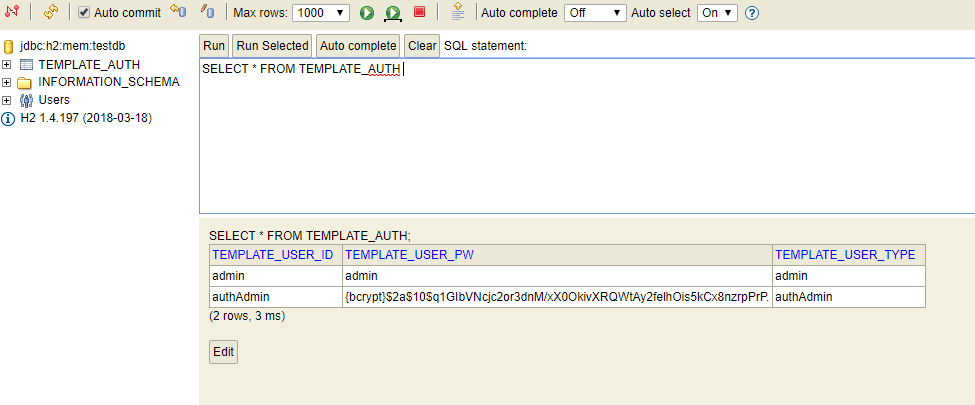 Auto commit Max rows: 1000 Auto complete Off Auto select On ?
jdbc:h2:mem:testdb
TEMPLATE_AUTH
INFORMATION_SCHEMA
Users
H2 1.4.197 (2018-03-18)
Run Run Selected Auto complete Clear SQL statement:
SELECT * FROM TEMPLATE_AUTH
SELECT * FROM TEMPLATE_AUTH;
TEMPLATE_USER_ID TEMPLATE_USER_PW TEMPLATE_USER_TYPE
admin admin admin
authAdmin {bcrypt}$2a$10$q1GlbVNcjc2or3dnM/xX0OkivXRQWtAy2felhOis5kCx8nzrpPrP. authAdmin
(2 rows, 3 ms)
Edit